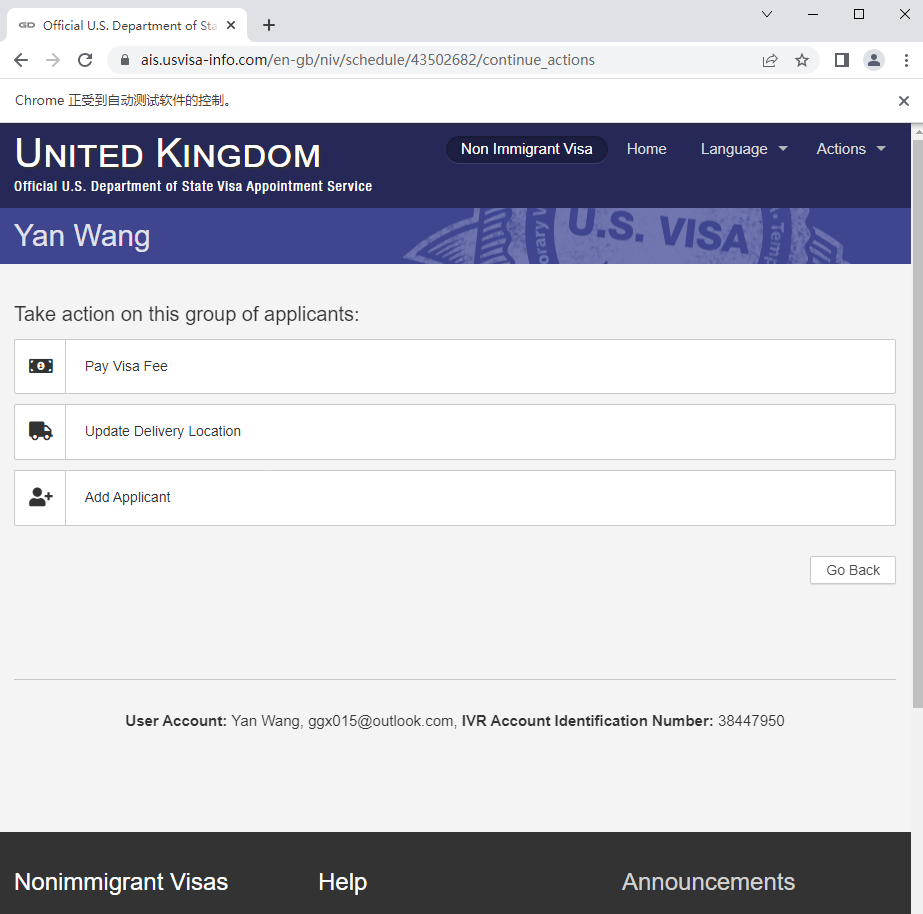 Official U.S. Department of Sta
ais.usvisa-info.com/en-gb/niv/schedule/43502682/continue_actions
Chrome 正受到自动测试软件的控制。
UNITED KINGDOM
Official U.S. Department of State Visa Appointment Service
Non Immigrant Visa
Home
Language
Actions
Yan Wang
U.S. VISA
Take action on this group of applicants:
Pay Visa Fee
Update Delivery Location
Add Applicant
Go Back
User Account: Yan Wang, ggx015@outlook.com, IVR Account Identification Number: 38447950
Nonimmigrant Visas
Help
Announcements